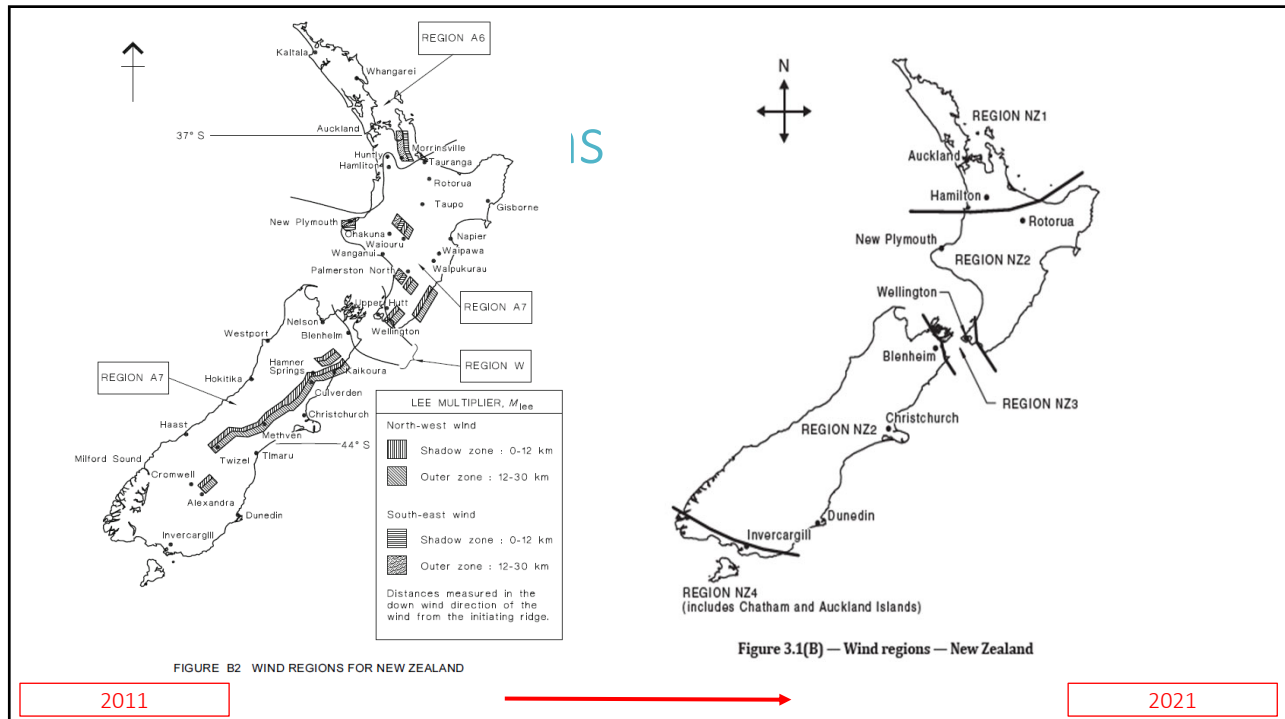 REGION A6
Kaitala
Whangarei
Auckland
37° S
Morrinsville
Huntly
Hamilton
Tauranga
Rotorua
Taupo
Gisborne
New Plymouth
Ohakuna
Waiouru
Napier
Wanganui
Waipawa
Waipukurau
Palmerston North
REGION A7
Upper Hutt
Nelson
Wellington
Blenheim
Westport
REGION W
Hamner
Springs
Kaikoura
REGION A7
Hokitika
Culverden
Christchurch
Haast
Methven
44° S
Twizel
Timaru
Milford Sound
Cromwell
Alexandra
Dunedin
Invercargill
LEE MULTIPLIER, Mlee
North-west wind
Shadow zone : 0-12 km
Outer zone : 12-30 km
South-east wind
Shadow zone : 0-12 km
Outer zone : 12-30 km
Distances measured in the
down wind direction of the
wind from the initiating ridge.
FIGURE B2 WIND REGIONS FOR NEW ZEALAND
2011
ns
N
REGION NZ1
Auckland
Hamilton
Rotorua
New Plymouth
REGION NZ2
Wellington
Blenheim
REGION NZ3
Christchurch
REGION NZ2
Dunedin
Invercargill
REGION NZ4
(includes Chatham and Auckland Islands)
Figure 3.1(B) — Wind regions — New Zealand
2021